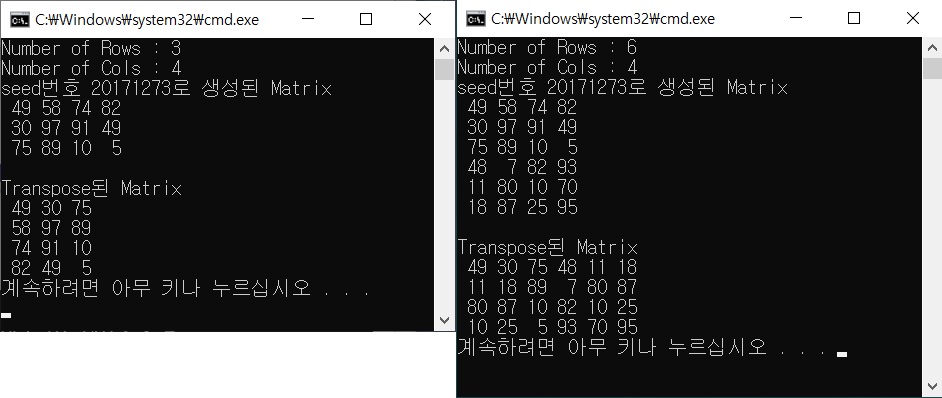 C:₩Windows₩system32₩cmd.exe
Number of Rows : 3
Number of Cols : 4
seed번호 20171273로 생성된 Matrix
49 58 74 82
30 97 91 49
75 89 10 5
Transpose된 Matrix
49 30 75
58 97 89
74 91 10
82 49 5
계속하려면 아무 키나 누르십시오 . . .
C:₩Windows₩system32₩cmd.exe
Number of Rows : 6
Number of Cols : 4
seed번호 20171273로 생성된 Matrix
49 58 74 82
30 97 91 49
75 89 10 5
48 7 82 93
11 80 10 70
18 87 25 95
Transpose된 Matrix
49 30 75 48 11 18
11 18 89 7 80 87
80 87 10 82 10 25
10 25 5 93 70 95
계속하려면 아무 키나 누르십시오 . . .